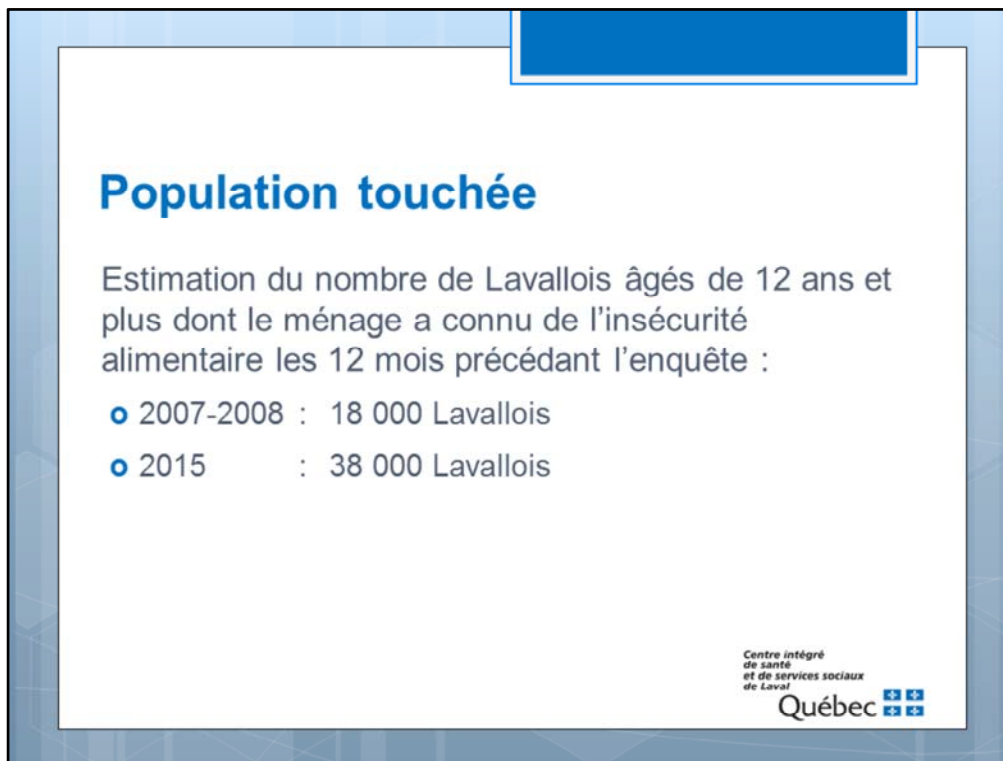 Population touchée
Estimation du nombre de Lavallois âgés de 12 ans et
plus dont le ménage a connu de l’insécurité
alimentaire les 12 mois précédant l’enquête :
2007-2008 : 18 000 Lavallois
2015 : 38 000 Lavallois
Centre intégré
de santé
et de services sociaux
de Laval
Québec